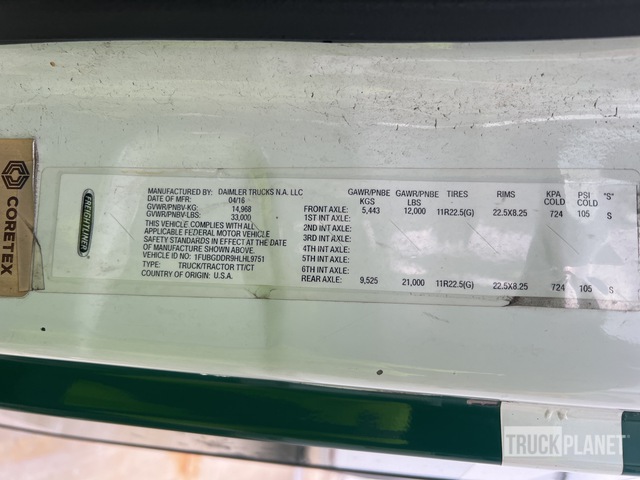 CORETEX
FREIGHTLINER
MANUFACTURED BY: DAIMLER TRUCKS N.A. LLC
DATE OF MFR: 04/16
GVWR/PNBV-KG: 14,968
GVWR/PNBV-LBS: 33,000
THIS VEHICLE COMPLIES WITH ALL
APPLICABLE FEDERAL MOTOR VEHICLE
SAFETY STANDARDS IN EFFECT AT DATE
OF MANUFACTURE SHOWN ABOVE.
VEHICLE ID NO: 1FUBGDDR9HLHL9751
TYPE: TRUCK/TRACTOR TT/CT
COUNTRY OF ORIGIN: U.S.A.
GAWR/PNBE GAWR/PNBE TIRES RIMS KPA PSI "S"
KGS LBS COLD COLD
FRONT AXLE: 5,443 12,000 11R22.5(G) 22.5X8.25 724 105 S
1ST INT AXLE:
2ND INT AXLE:
3RD INT AXLE:
4TH INT AXLE:
5TH INT AXLE:
6TH INT AXLE:
REAR AXLE: 9,525 21,000 11R22.5(G) 22.5X8.25 724 105 S
TRUCKPLANET